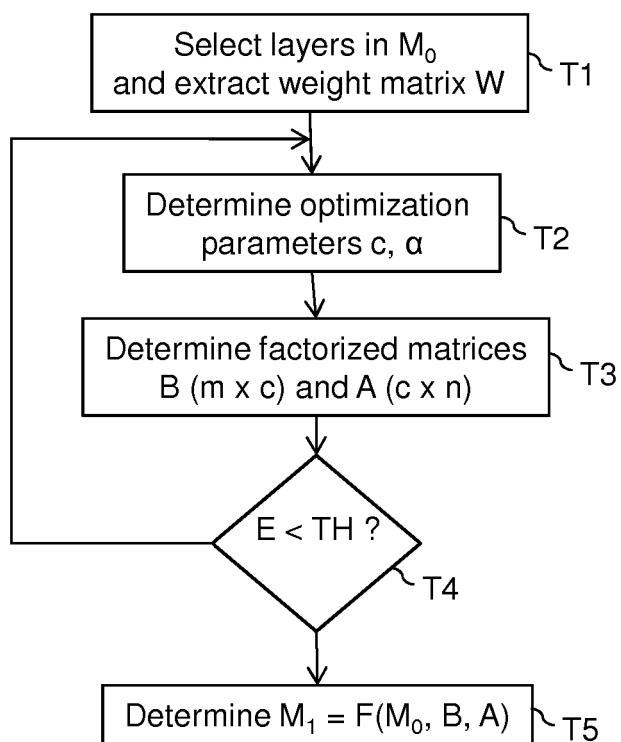 Select layers in M₀
and extract weight matrix W
T1
Determine optimization
parameters c, α
T2
Determine factorized matrices
B (m x c) and A (c x n)
T3
E < TH ?
T4
Determine M₁ = F(M₀, B, A)
T5